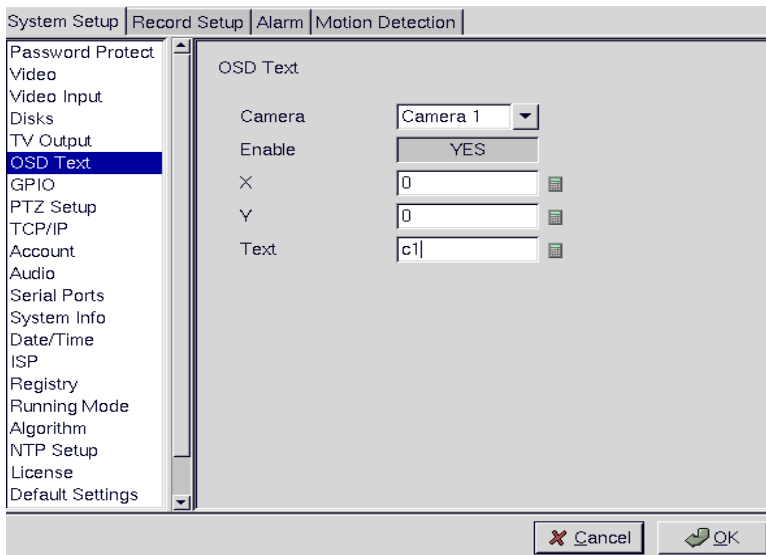 System Setup Record Setup Alarm Motion Detection
Password Protect
Video
Video Input
Disks
TV Output
OSD Text
GPIO
PTZ Setup
TCP/IP
Account
Audio
Serial Ports
System Info
Date/Time
ISP
Registry
Running Mode
Algorithm
NTP Setup
License
Default Settings
OSD Text
Camera Camera 1
Enable YES
X 0
Y 0
Text c1
Cancel OK